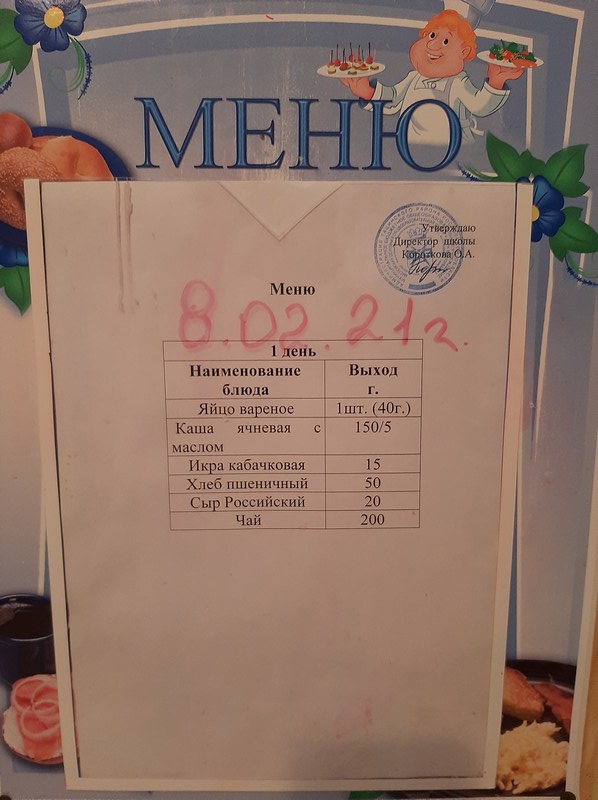 МЕНЮ
Утверждаю
Директор школы
Короткова О.А.
Меню
8.02.21г.
1 день
Наименование блюда Выход г.
Яйцо вареное 1шт. (40г.)
Каша ячневая с маслом 150/5
Икра кабачковая 15
Хлеб пшеничный 50
Сыр Российский 20
Чай 200